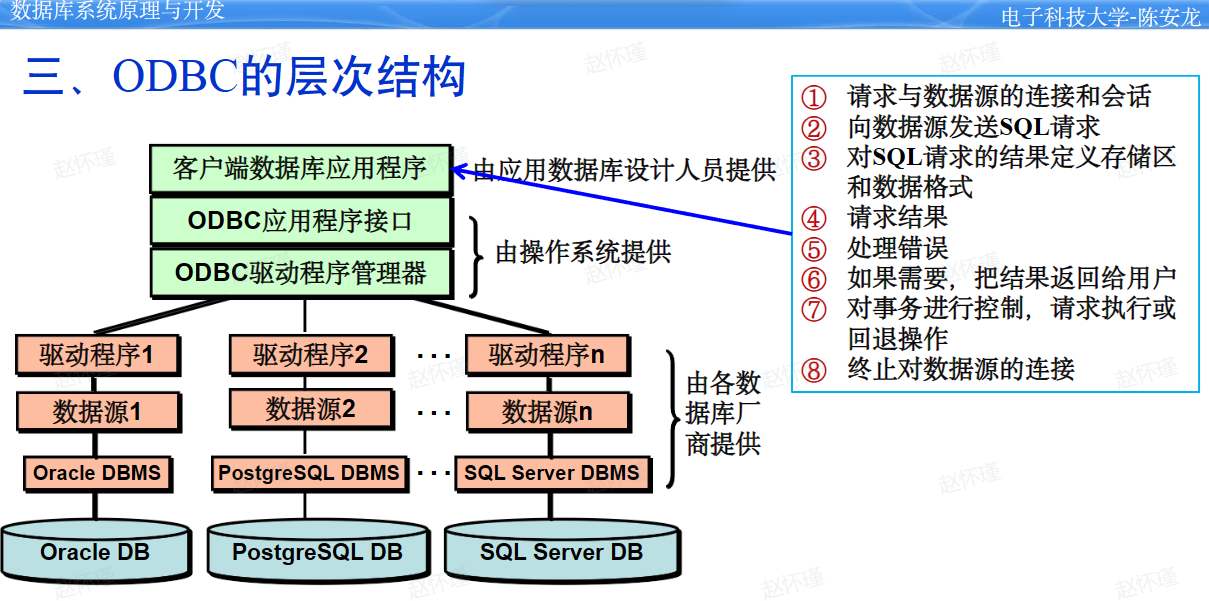 数据库系统原理与开发
电子科技大学-陈安龙
三、ODBC的层次结构
客户端数据库应用程序
由应用数据库设计人员提供
ODBC应用程序接口
ODBC驱动程序管理器
由操作系统提供
驱动程序1
驱动程序2
···
驱动程序n
数据源1
数据源2
···
数据源n
由各数
据库厂
商提供
Oracle DBMS
PostgreSQL DBMS
···
SQL Server DBMS
Oracle DB
PostgreSQL DB
SQL Server DB
① 请求与数据源的连接和会话
② 向数据源发送SQL请求
③ 对SQL请求的结果定义存储区
和数据格式
④ 请求结果
⑤ 处理错误
⑥ 如果需要，把结果返回给用户
⑦ 对事务进行控制，请求执行或
回退操作
⑧ 终止对数据源的连接
赵怀瑾